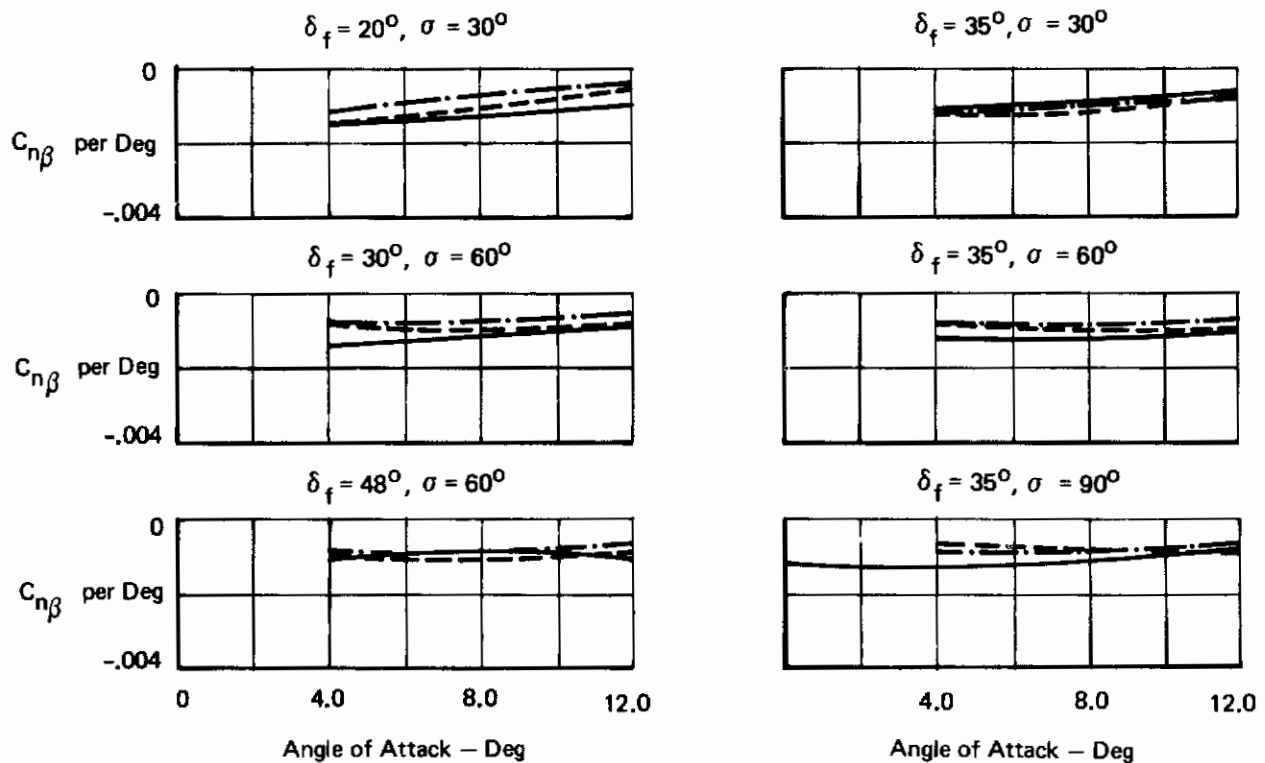 δf = 20°, σ = 30°
0
Cnβ per Deg
-.004
δf = 35°, σ = 30°
δf = 30°, σ = 60°
0
Cnβ per Deg
-.004
δf = 35°, σ = 60°
δf = 48°, σ = 60°
0
Cnβ per Deg
-.004
0 4.0 8.0 12.0
Angle of Attack — Deg
δf = 35°, σ = 90°
4.0 8.0 12.0
Angle of Attack — Deg